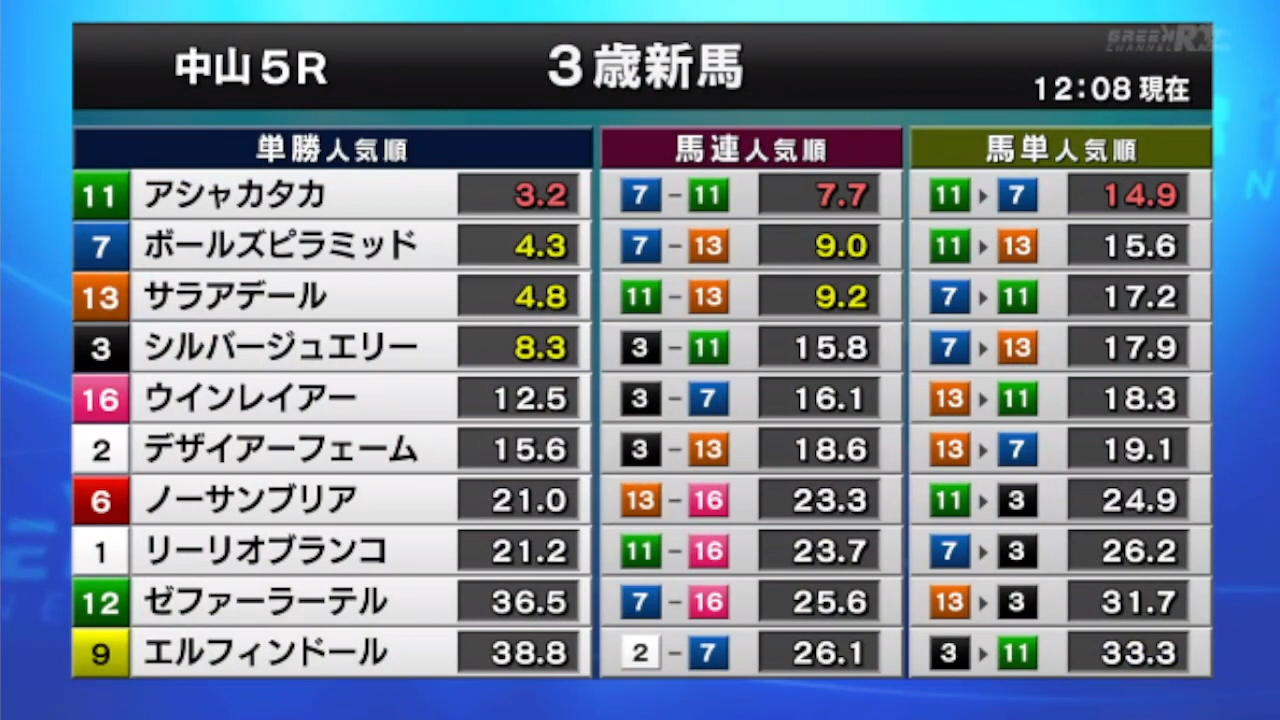 GREEN CHANNEL
中山5R 3歳新馬 12:08現在
単勝人気順 馬連人気順 馬単人気順
11 アシャカタカ 3.2 7-11 7.7 11▸7 14.9
7 ボールズピラミッド 4.3 7-13 9.0 11▸13 15.6
13 サラアデール 4.8 11-13 9.2 7▸11 17.2
3 シルバージュエリー 8.3 3-11 15.8 7▸13 17.9
16 ウインレイアー 12.5 3-7 16.1 13▸11 18.3
2 デザイアーフェーム 15.6 3-13 18.6 13▸7 19.1
6 ノーサンブリア 21.0 13-16 23.3 11▸3 24.9
1 リーリオブランコ 21.2 11-16 23.7 7▸3 26.2
12 ゼファーラーテル 36.5 7-16 25.6 13▸3 31.7
9 エルフィンドール 38.8 2-7 26.1 3▸11 33.3